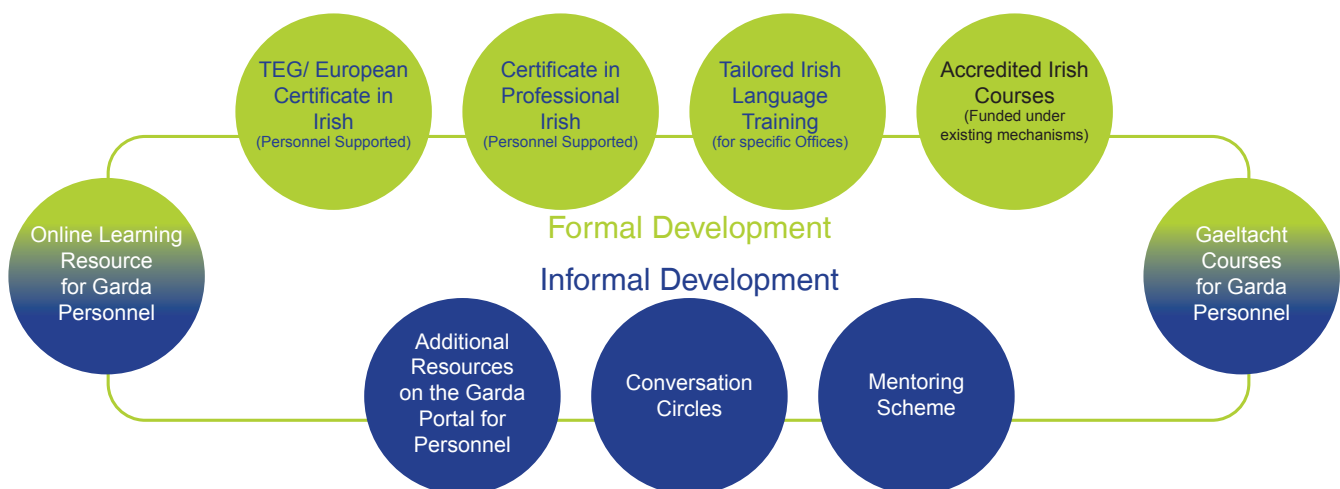 TEG/ European
Certificate in
Irish
(Personnel Supported)
Certificate in
Professional
Irish
(Personnel Supported)
Tailored Irish
Language
Training
(for specific Offices)
Accredited Irish
Courses
(Funded under
existing mechanisms)
Online Learning
Resource
for Garda
Personnel
Formal Development
Informal Development
Gaeltacht
Courses
for Garda
Personnel
Additional
Resources
on the Garda
Portal for
Personnel
Conversation
Circles
Mentoring
Scheme